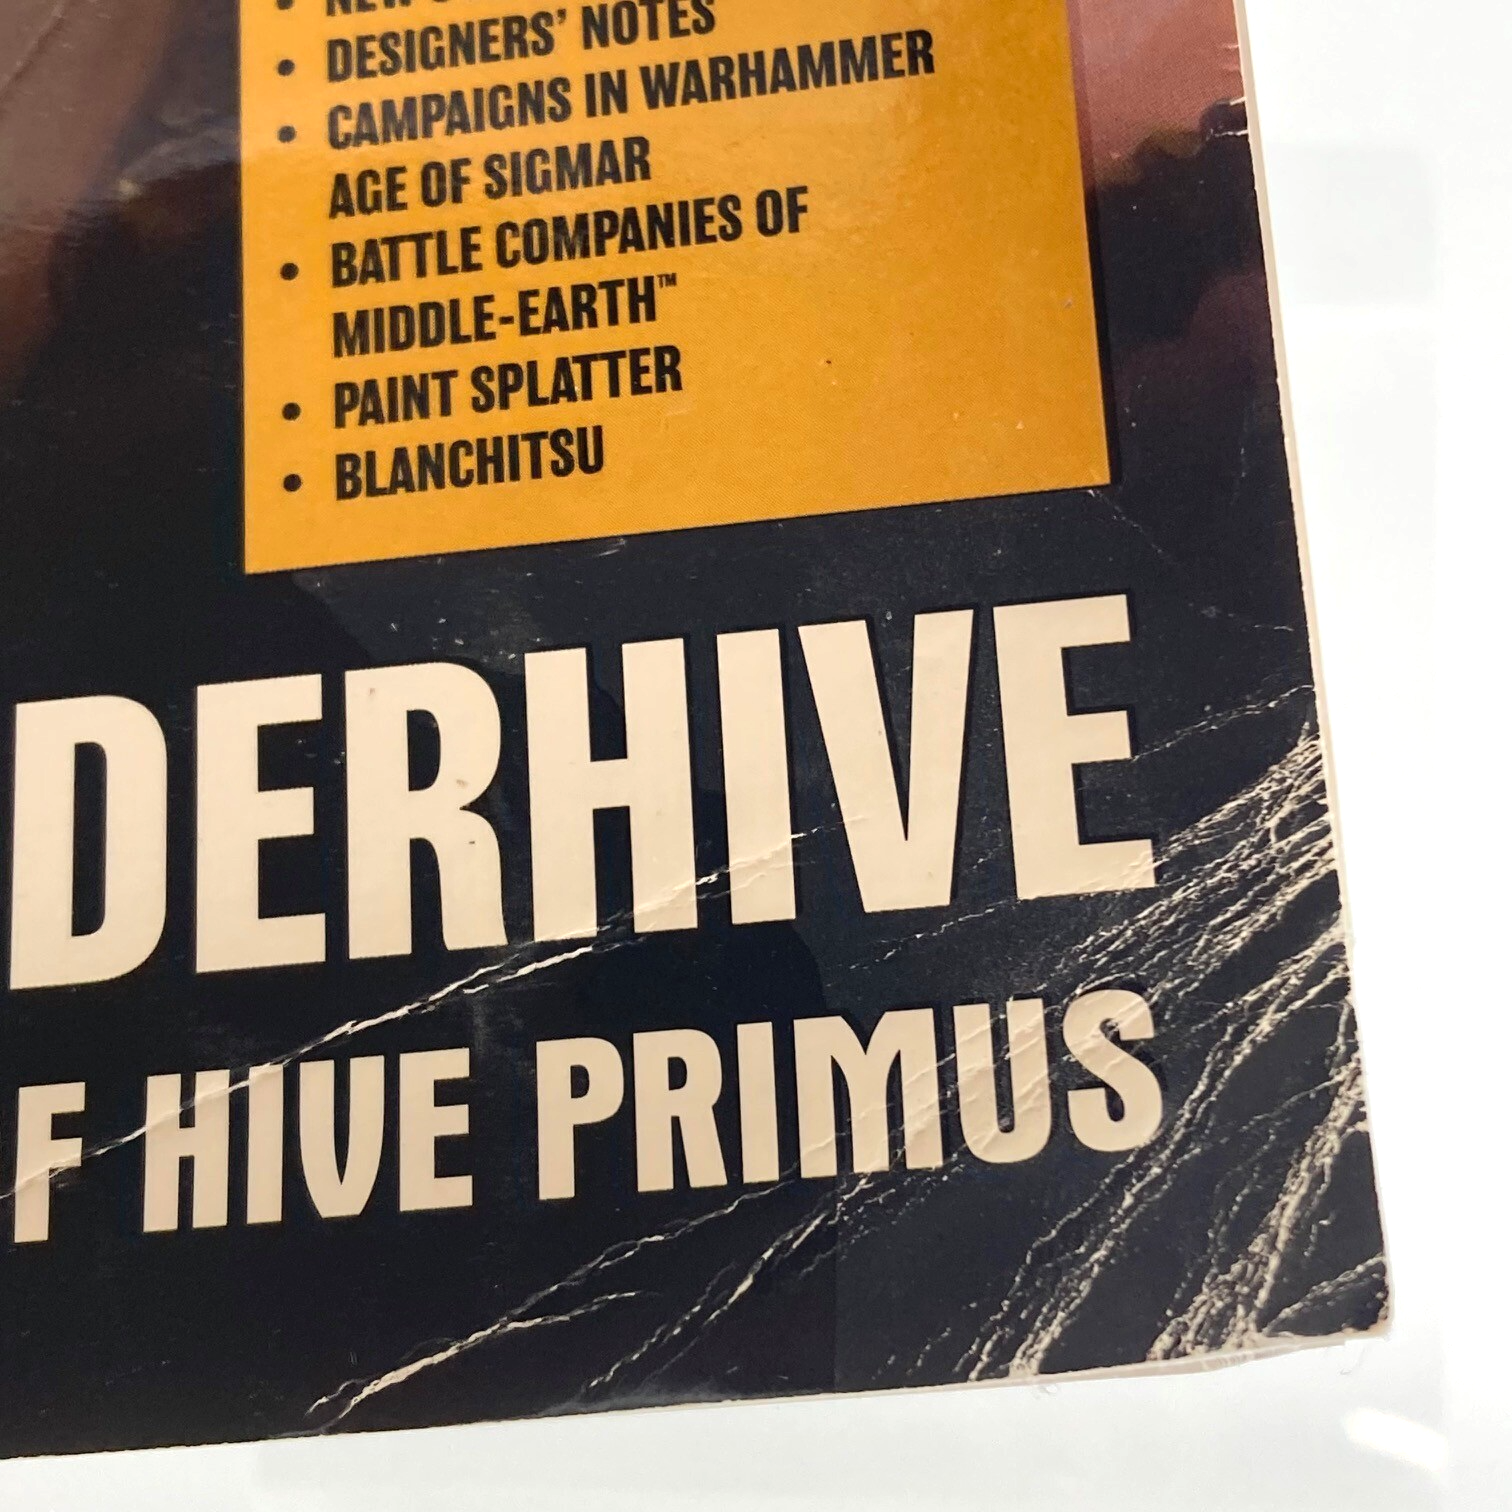 • DESIGNERS' NOTES
• CAMPAIGNS IN WARHAMMER
AGE OF SIGMAR
• BATTLE COMPANIES OF
MIDDLE-EARTH™
• PAINT SPLATTER
• BLANCHITSU
DERHIVE
F HIVE PRIMUS